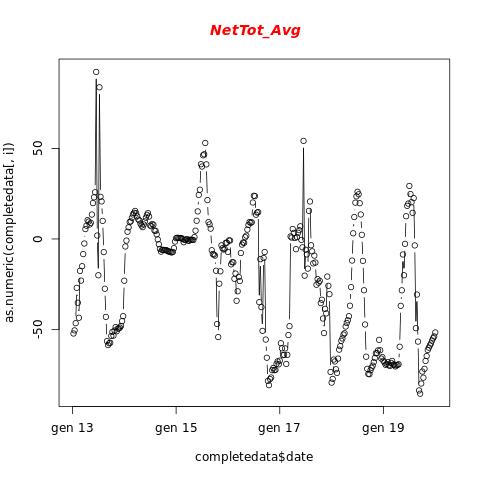 NetTot_Avg
as.numeric(completedata[, i])
50
0
-50
gen 13
gen 15
gen 17
gen 19
completedata$date